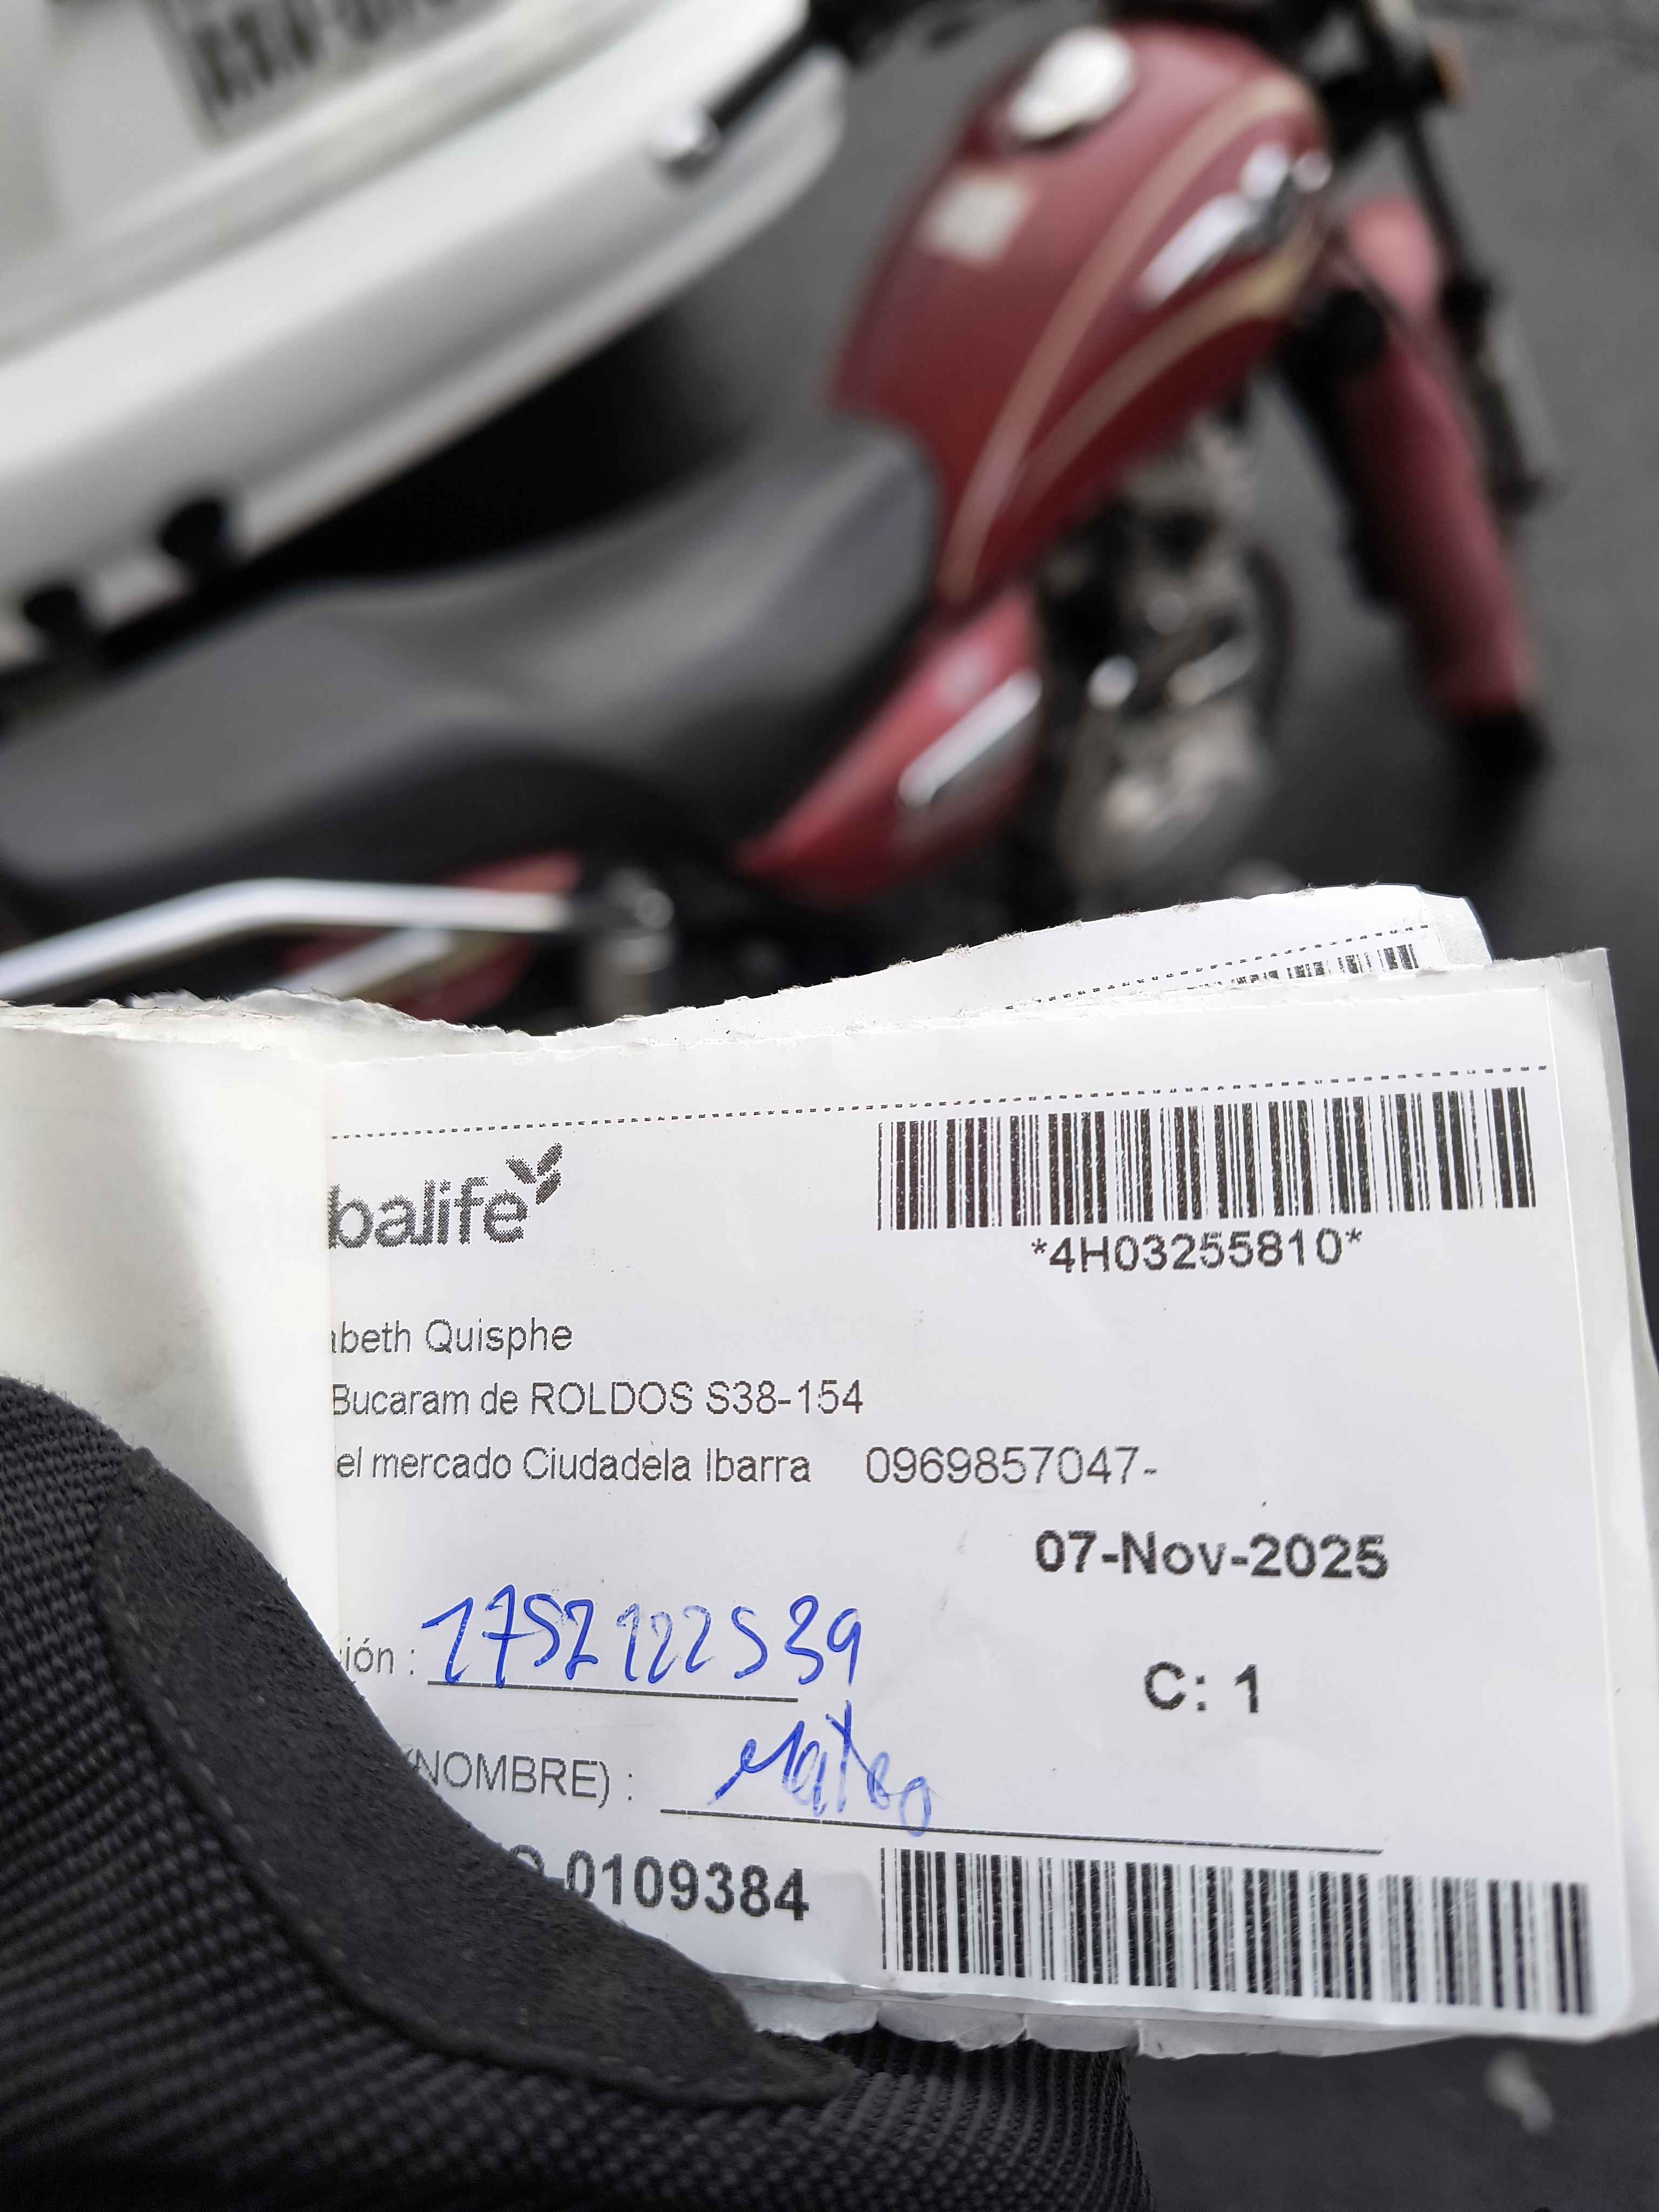 balife
*4H03255810*
abeth Quisphe
Bucaram de ROLDOS S38-154
el mercado Ciudadela Ibarra 0969857047-
07-Nov-2025
ión : 1752122539
C: 1
(NOMBRE) : Mateo
-0109384